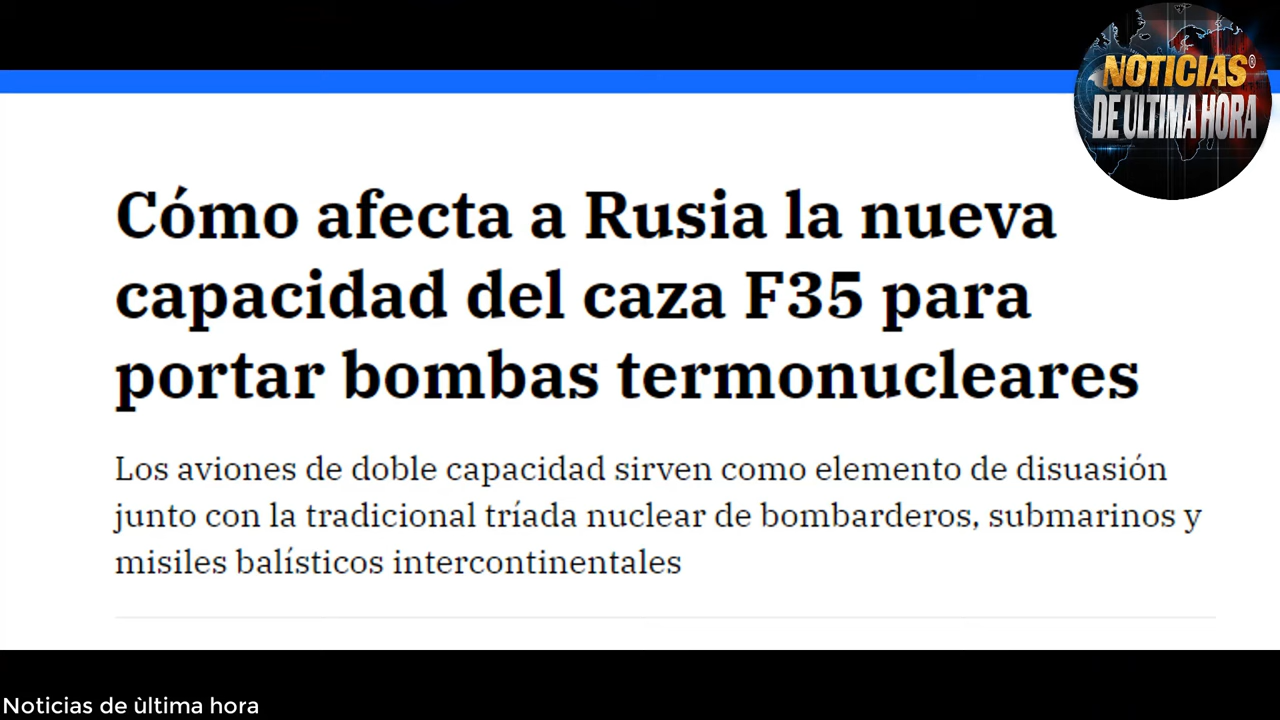 NOTICIAS®
DE ULTIMA HORA
Cómo afecta a Rusia la nueva
capacidad del caza F35 para
portar bombas termonucleares
Los aviones de doble capacidad sirven como elemento de disuasión
junto con la tradicional tríada nuclear de bombarderos, submarinos y
misiles balísticos intercontinentales
Noticias de ùltima hora